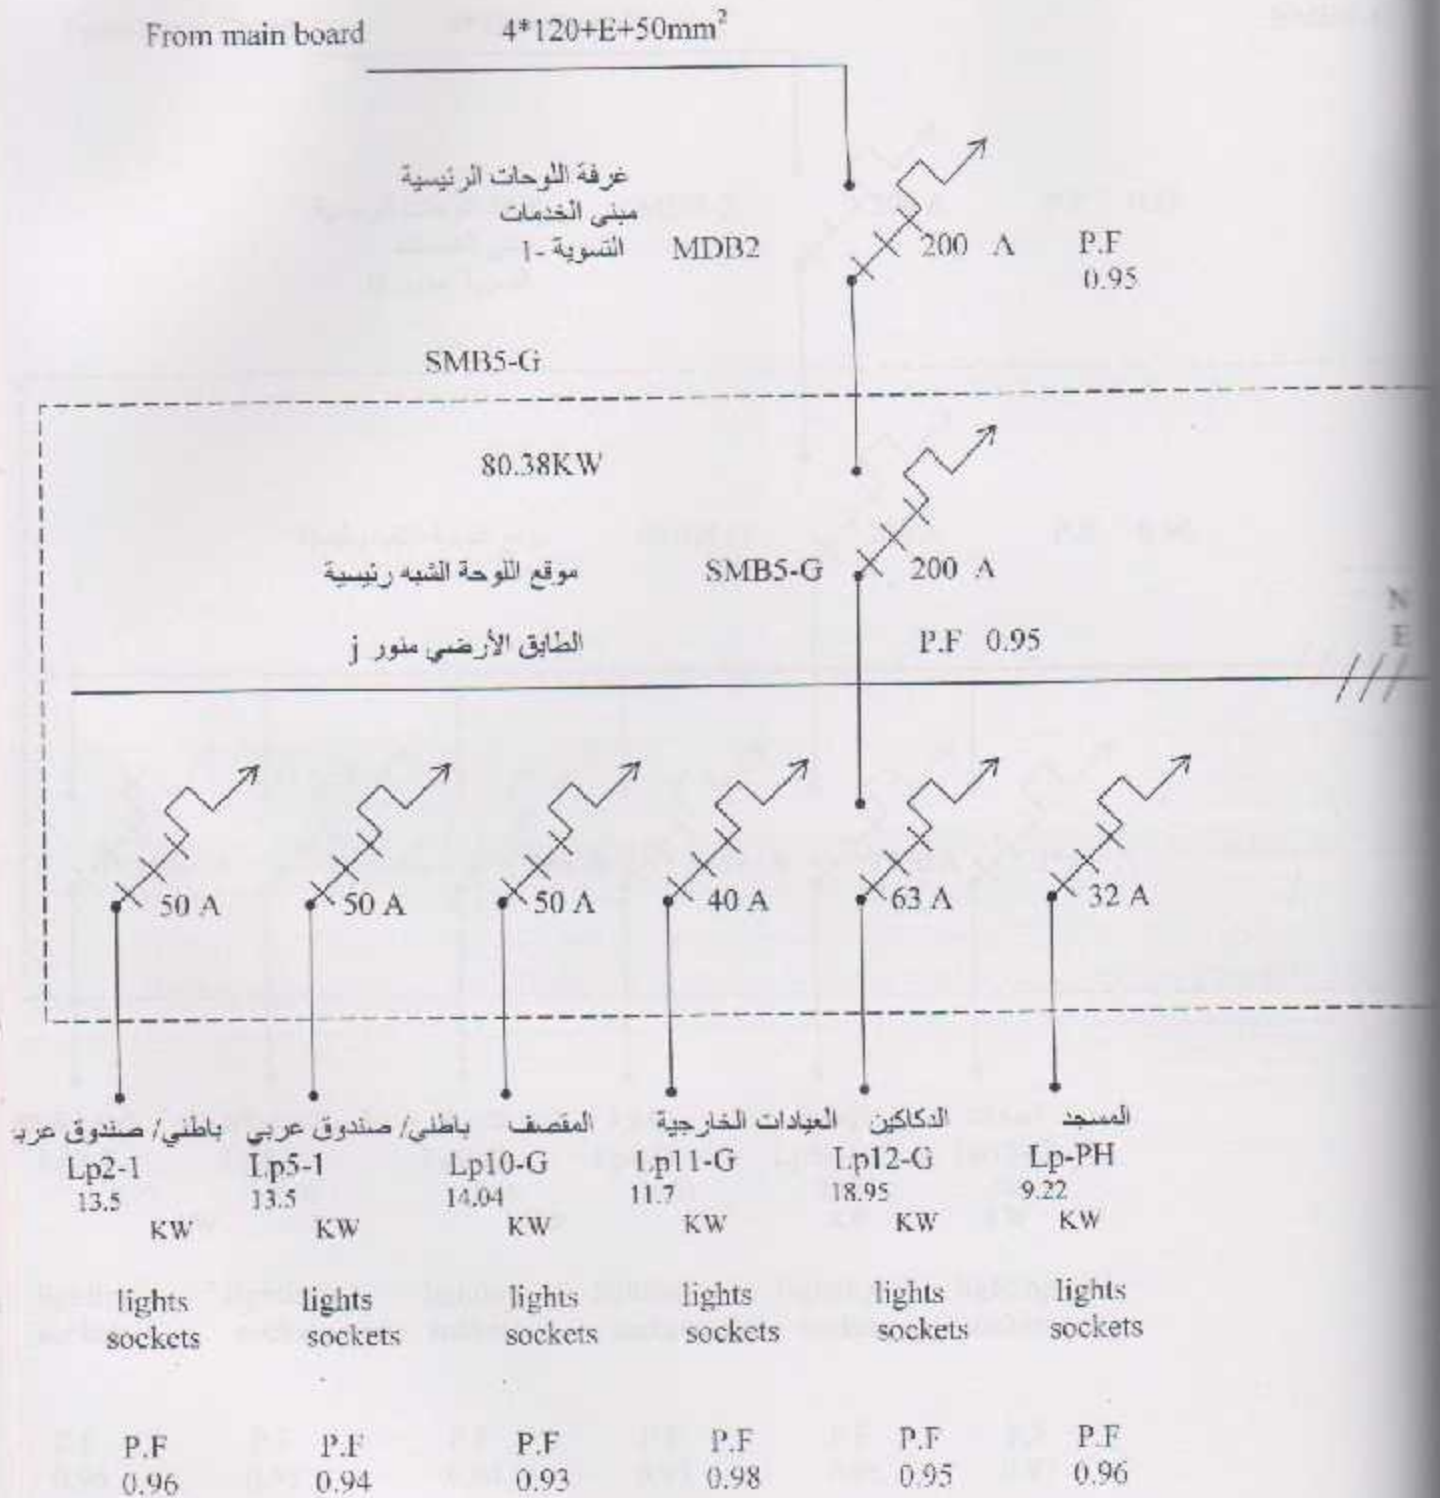 From main board 4*120+E+50mm²
غرفة اللوحات الرئيسية
مبنى الخدمات
التسوية -1 MDB2 200 A P.F
0.95
SMB5-G
80.38KW
موقع اللوحة الشبه رئيسية SMB5-G 200 A
الطابق الأرضي منور j P.F 0.95
N
E
50 A 50 A 50 A 40 A 63 A 32 A
باطني/ صندوق عرب باطني/ صندوق عربي المقصف العيادات الخارجية الدكاكين المسجد
Lp2-1 Lp5-1 Lp10-G Lp11-G Lp12-G Lp-PH
13.5 13.5 14.04 11.7 18.95 9.22
KW KW KW KW KW KW
lights lights lights lights lights lights
sockets sockets sockets sockets sockets sockets
P.F P.F P.F P.F P.F P.F
0.96 0.94 0.93 0.98 0.95 0.96